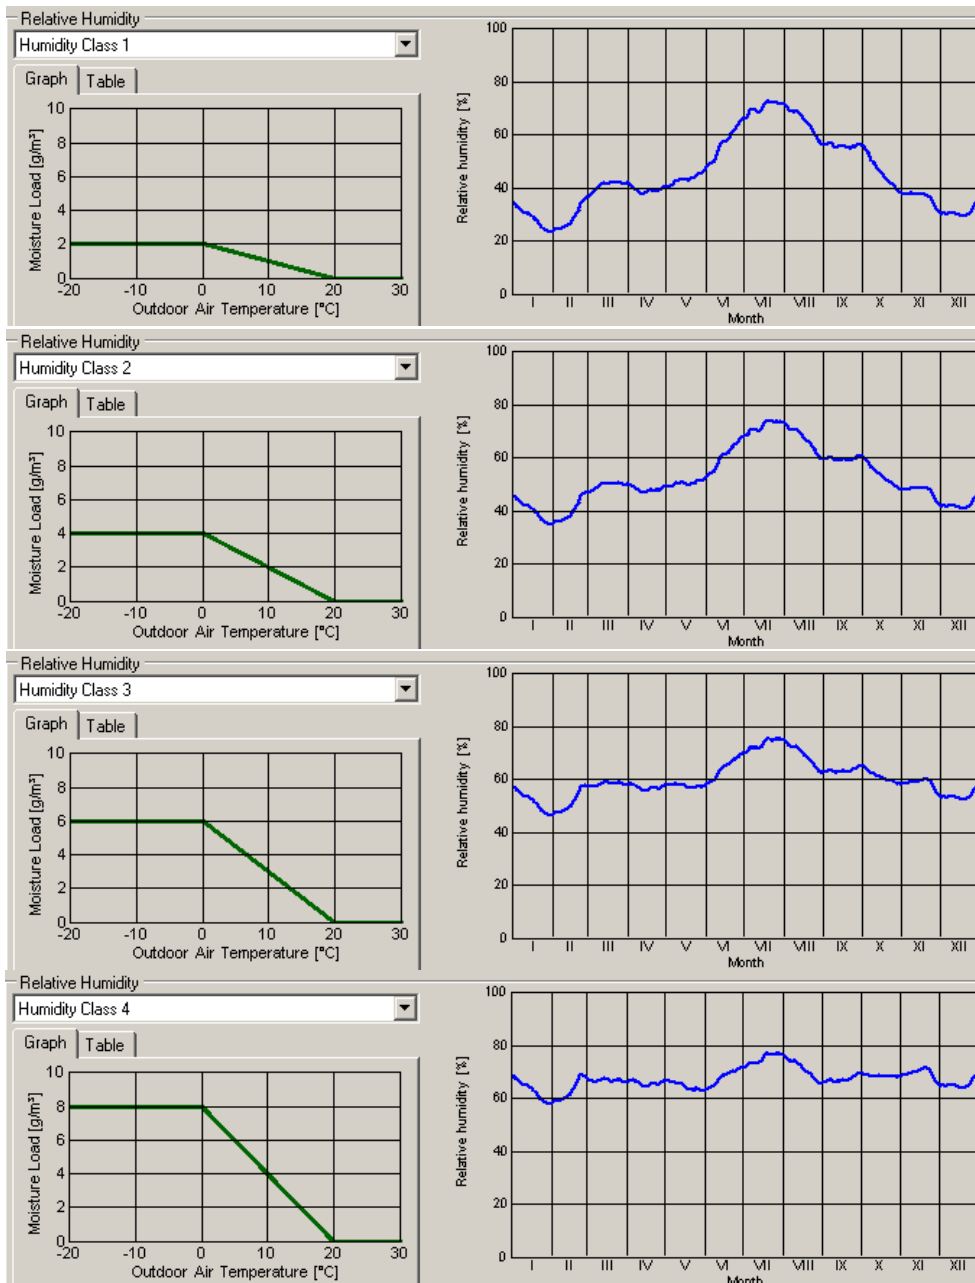 Relative Humidity
Humidity Class 1
Graph Table
Moisture Load [g/m³]
10
8
6
4
2
0
-20 -10 0 10 20 30
Outdoor Air Temperature [°C]
Relative humidity [%]
100
80
60
40
20
0
I II III IV V VI VII VIII IX X XI XII
Month
Relative Humidity
Humidity Class 2
Graph Table
Moisture Load [g/m³]
10
8
6
4
2
0
-20 -10 0 10 20 30
Outdoor Air Temperature [°C]
Relative humidity [%]
100
80
60
40
20
0
I II III IV V VI VII VIII IX X XI XII
Month
Relative Humidity
Humidity Class 3
Graph Table
Moisture Load [g/m³]
10
8
6
4
2
0
-20 -10 0 10 20 30
Outdoor Air Temperature [°C]
Relative humidity [%]
100
80
60
40
20
0
I II III IV V VI VII VIII IX X XI XII
Month
Relative Humidity
Humidity Class 4
Graph Table
Moisture Load [g/m³]
10
8
6
4
2
0
-20 -10 0 10 20 30
Outdoor Air Temperature [°C]
Relative humidity [%]
100
80
60
40
20
0
I II III IV V VI VII VIII IX X XI XII
Month